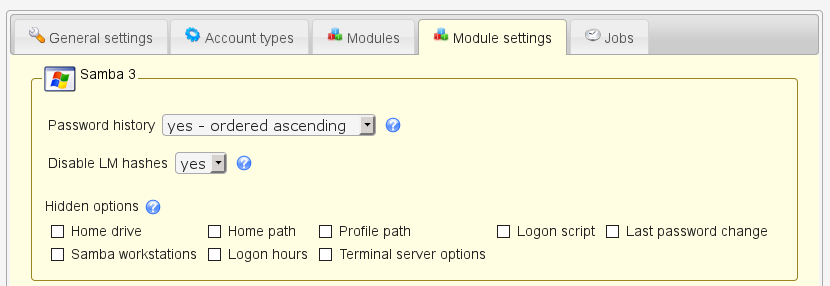 General settings Account types Modules Module settings Jobs
Samba 3
Password history yes - ordered ascending
Disable LM hashes yes
Hidden options
Home drive Home path Profile path Logon script Last password change
Samba workstations Logon hours Terminal server options